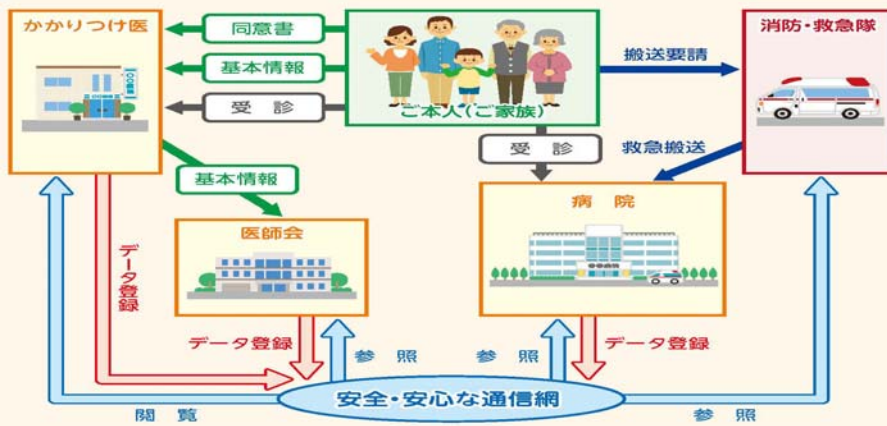 かかりつけ医
同意書
基本情報
受　診
ご本人(ご家族)
搬送要請
消防・救急隊
受　診
救急搬送
基本情報
医師会
病　院
データ登録
データ登録
参　照
参　照
データ登録
安全・安心な通信網
閲　覧
参　照